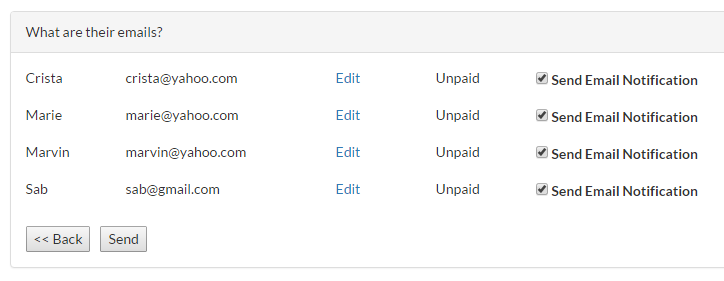 What are their emails?
Crista crista@yahoo.com Edit Unpaid Send Email Notification
Marie marie@yahoo.com Edit Unpaid Send Email Notification
Marvin marvin@yahoo.com Edit Unpaid Send Email Notification
Sab sab@gmail.com Edit Unpaid Send Email Notification
<< Back Send